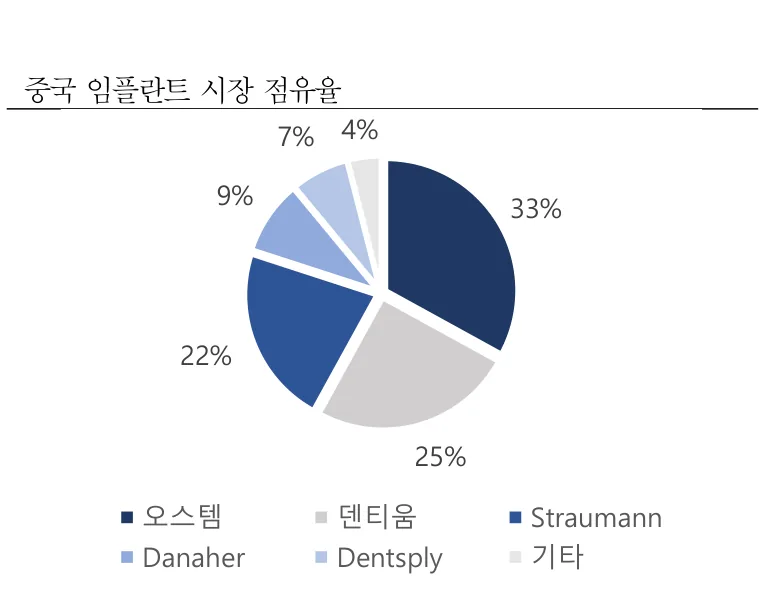 중국 임플란트 시장 점유율
4%
7%
9%
33%
22%
25%
오스템 덴티움 Straumann
Danaher Dentsply 기타